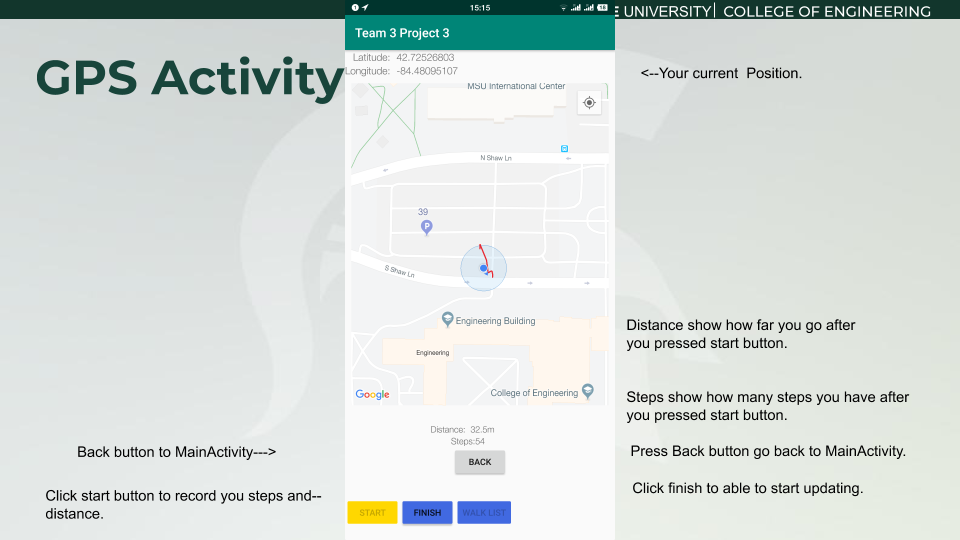 E UNIVERSITY| COLLEGE OF ENGINEERING
GPS Activity
15:15
14
Team 3 Project 3
Latitude: 42.72526803
Longitude: -84.48095107
<--Your current  Position.
MSU International Center
N Shaw Ln
39
P
S Shaw Ln
Engineering Building
Engineering
College of Engineering
Google
Distance show how far you go after
you pressed start button.
Steps show how many steps you have after
you pressed start button.
Distance: 32.5m
Steps:54
Back button to MainActivity--->
BACK
Press Back button go back to MainActivity.
Click start button to record you steps and--
distance.
Click finish to able to start updating.
START
FINISH
WALK LIST